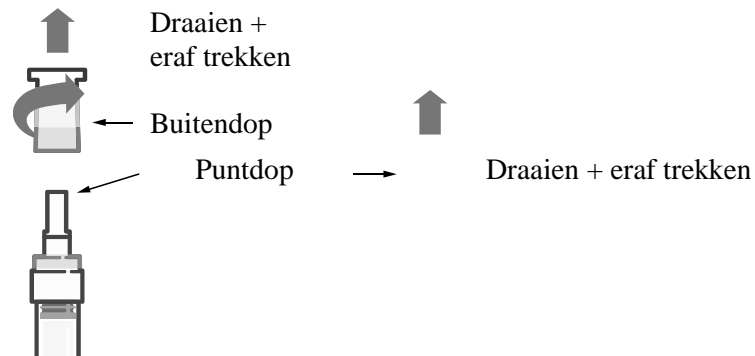 Draaien +
eraf trekken
Buitendop
Puntdop
Draaien + eraf trekken